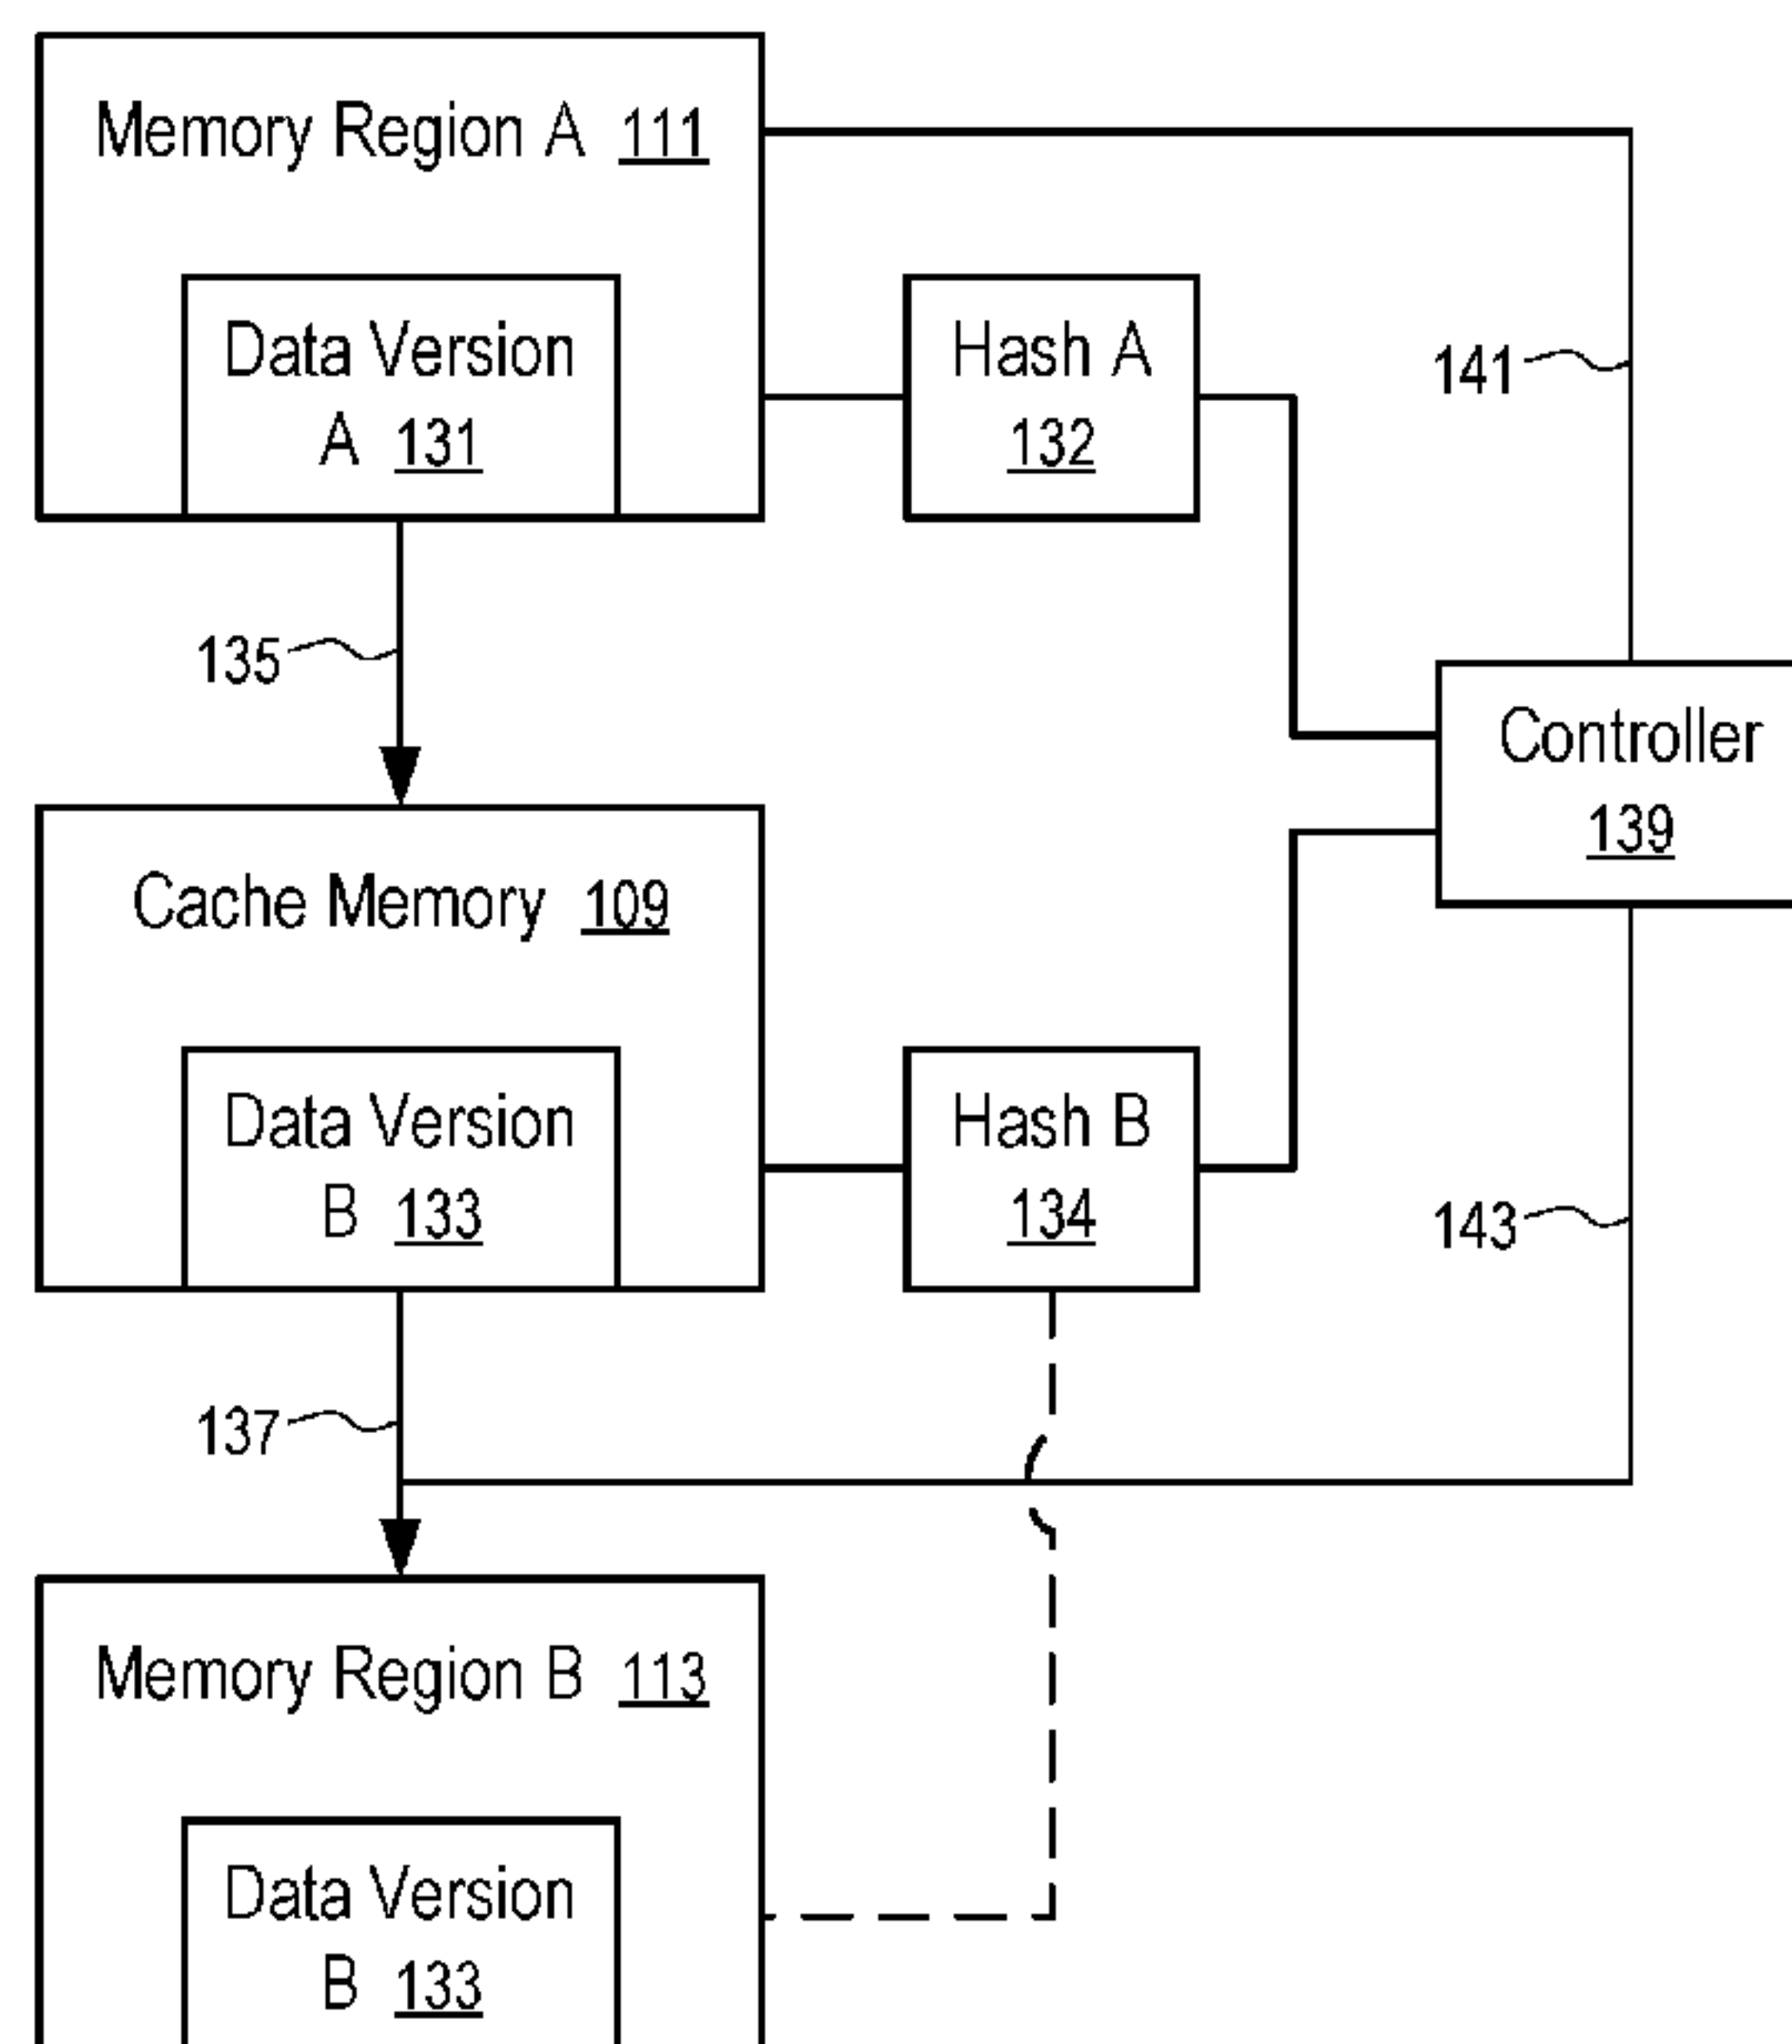 Memory Region A 111
Data Version
A 131
Hash A
132
141
135
Controller
139
Cache Memory 109
Data Version
B 133
Hash B
134
143
137
Memory Region B 113
Data Version
B 133